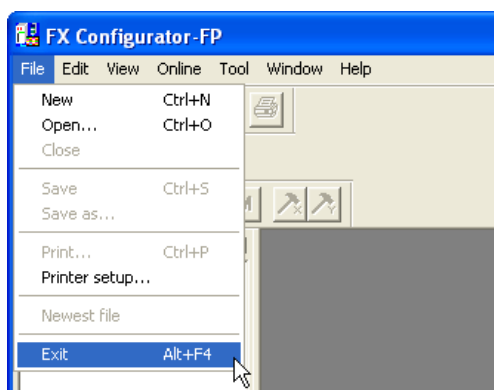 FX Configurator-FP
File Edit View Online Tool Window Help
New Ctrl+N
Open... Ctrl+O
Close
Save Ctrl+S
Save as...
Print... Ctrl+P
Printer setup...
Newest file
Exit Alt+F4